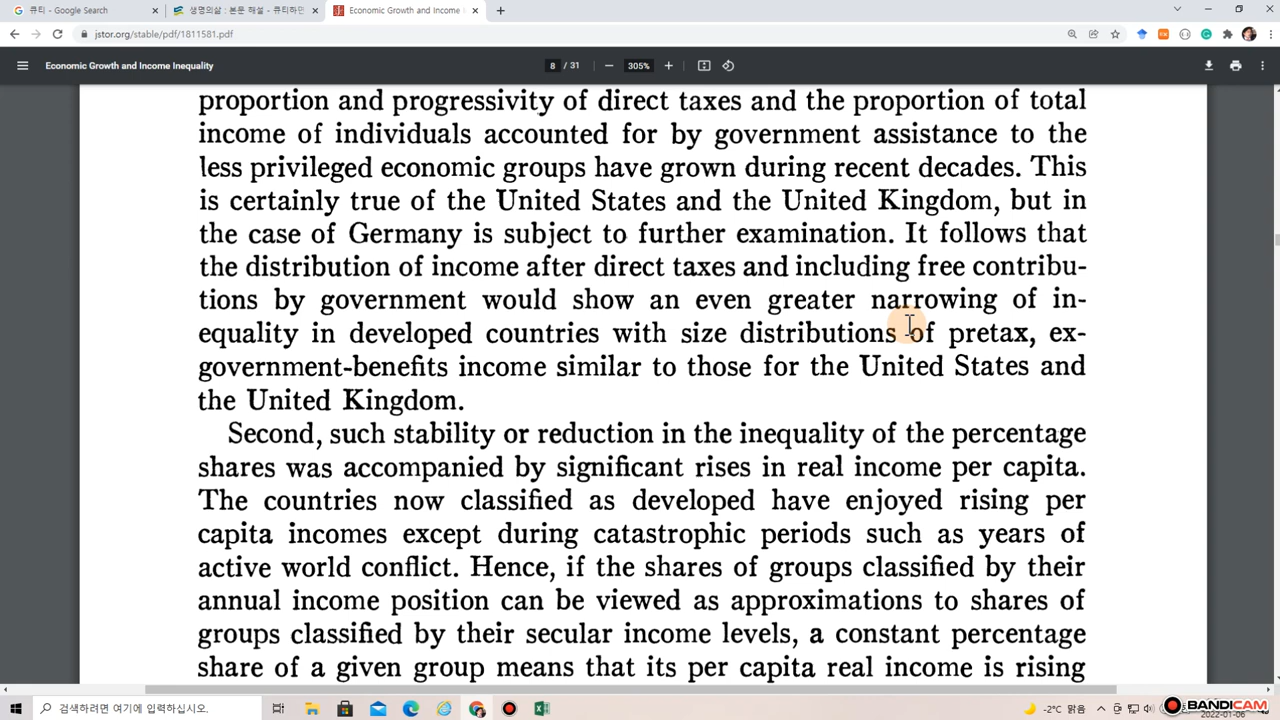 큐티 - Google Search
생명의삶 : 본문 해설 - 큐티하면
Economic Growth and Income I
jstor.org/stable/pdf/1811581.pdf
Economic Growth and Income Inequality
8 / 31
305%
proportion and progressivity of direct taxes and the proportion of total
income of individuals accounted for by government assistance to the
less privileged economic groups have grown during recent decades. This
is certainly true of the United States and the United Kingdom, but in
the case of Germany is subject to further examination. It follows that
the distribution of income after direct taxes and including free contribu-
tions by government would show an even greater narrowing of in-
equality in developed countries with size distributions of pretax, ex-
government-benefits income similar to those for the United States and
the United Kingdom.
Second, such stability or reduction in the inequality of the percentage
shares was accompanied by significant rises in real income per capita.
The countries now classified as developed have enjoyed rising per
capita incomes except during catastrophic periods such as years of
active world conflict. Hence, if the shares of groups classified by their
annual income position can be viewed as approximations to shares of
groups classified by their secular income levels, a constant percentage
share of a given group means that its per capita real income is rising
검색하려면 여기에 입력하십시오.
-2°C 맑음
BANDICAM
2022-01-06